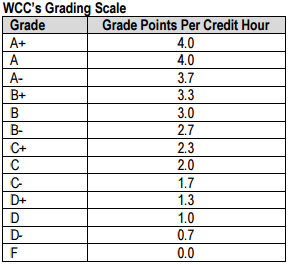 WCC's Grading Scale
Grade Grade Points Per Credit Hour
A+ 4.0
A 4.0
A- 3.7
B+ 3.3
B 3.0
B- 2.7
C+ 2.3
C 2.0
C- 1.7
D+ 1.3
D 1.0
D- 0.7
F 0.0